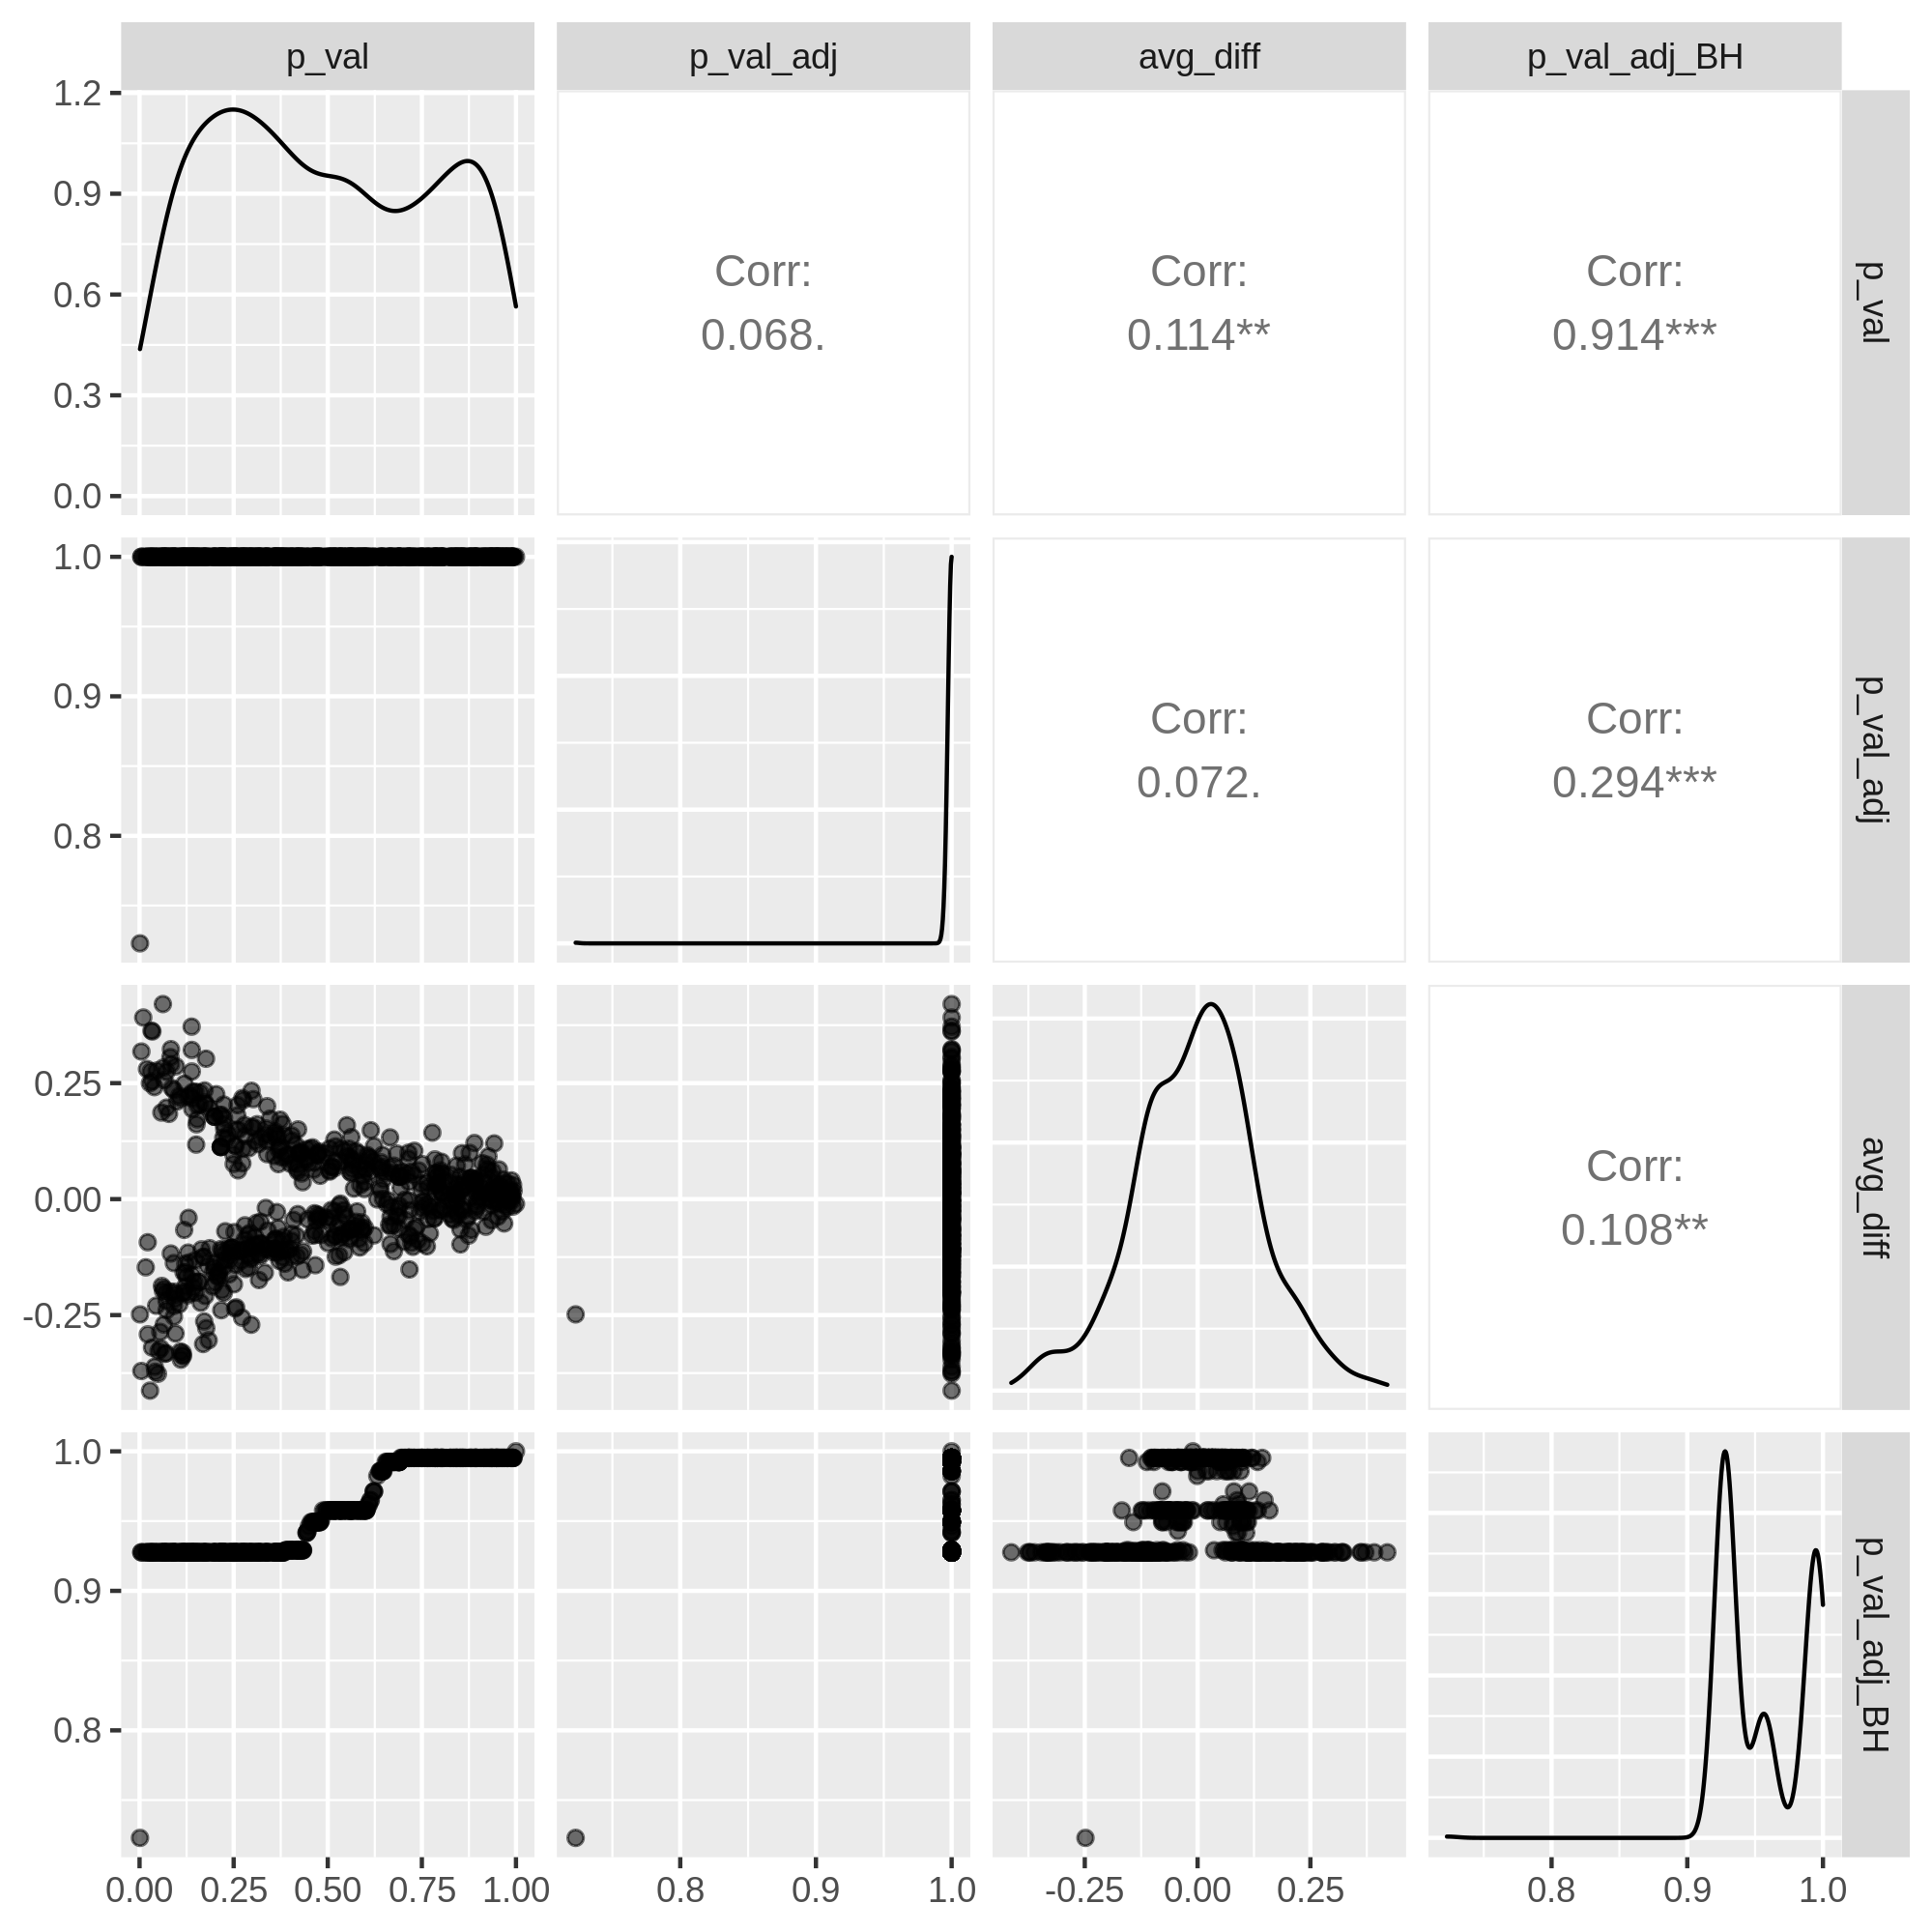 p_val p_val_adj avg_diff p_val_adj_BH
1.2
0.9
0.6
0.3
0.0
Corr:
0.068.
Corr:
0.114**
Corr:
0.914***
p_val
1.0
0.9
0.8
Corr:
0.072.
Corr:
0.294***
p_val_adj
0.25
0.00
-0.25
Corr:
0.108**
avg_diff
1.0
0.9
0.8
p_val_adj_BH
0.00 0.25 0.50 0.75 1.00
0.8 0.9 1.0
-0.25 0.00 0.25
0.8 0.9 1.0